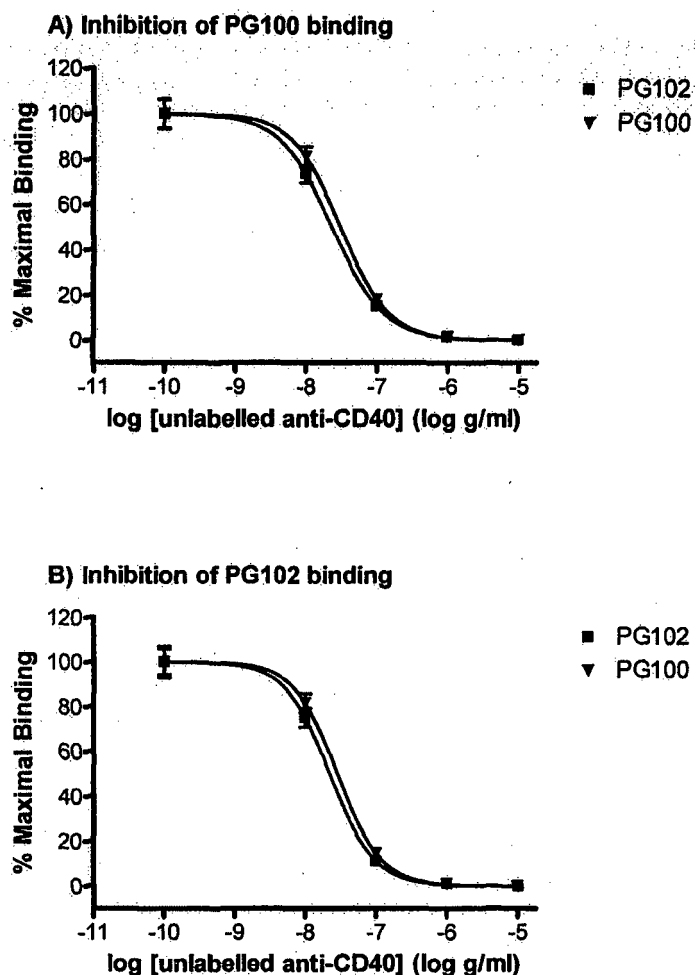 A) Inhibition of PG100 binding
120
100
80
60
40
20
0
% Maximal Binding
-11 -10 -9 -8 -7 -6 -5
log [unlabelled anti-CD40] (log g/ml)
PG102
PG100
B) Inhibition of PG102 binding
120
100
80
60
40
20
0
% Maximal Binding
-11 -10 -9 -8 -7 -6 -5
log [unlabelled anti-CD40] (log g/ml)
PG102
PG100